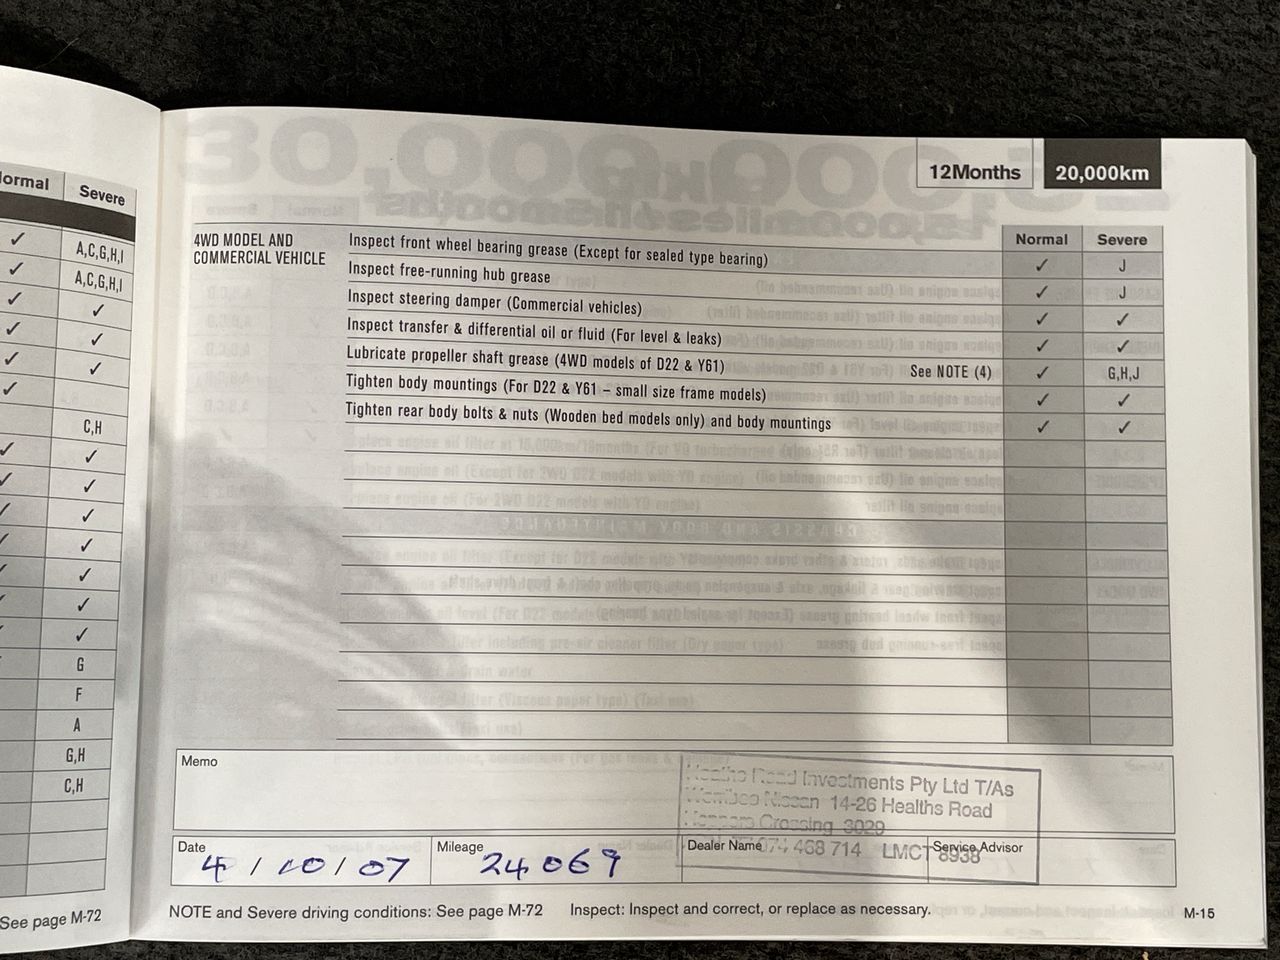 ormal Severe
✓ A,C,G,H,I
✓ A,C,G,H,I
✓ ✓
✓ ✓
✓ ✓
✓
C,H
✓ ✓
✓ ✓
✓ ✓
✓ ✓
✓ ✓
✓ ✓
✓ ✓
G
F
A
G,H
C,H
See page M-72
12Months 20,000km
Normal Severe
4WD MODEL AND
COMMERCIAL VEHICLE
Inspect front wheel bearing grease (Except for sealed type bearing) ✓ J
Inspect free-running hub grease ✓ J
Inspect steering damper (Commercial vehicles) ✓ ✓
Inspect transfer & differential oil or fluid (For level & leaks) ✓ ✓
Lubricate propeller shaft grease (4WD models of D22 & Y61) See NOTE (4) ✓ G,H,J
Tighten body mountings (For D22 & Y61 – small size frame models) ✓ ✓
Tighten rear body bolts & nuts (Wooden bed models only) and body mountings ✓ ✓
Memo
Road Investments Pty Ltd T/As
Nissan 14-26 Healths Road
Crossing 3029
074 468 714 LMCT 8938
Date 4/10/07 Mileage 24069 Dealer Name Service Advisor
NOTE and Severe driving conditions: See page M-72 Inspect: Inspect and correct, or replace as necessary.
M-15